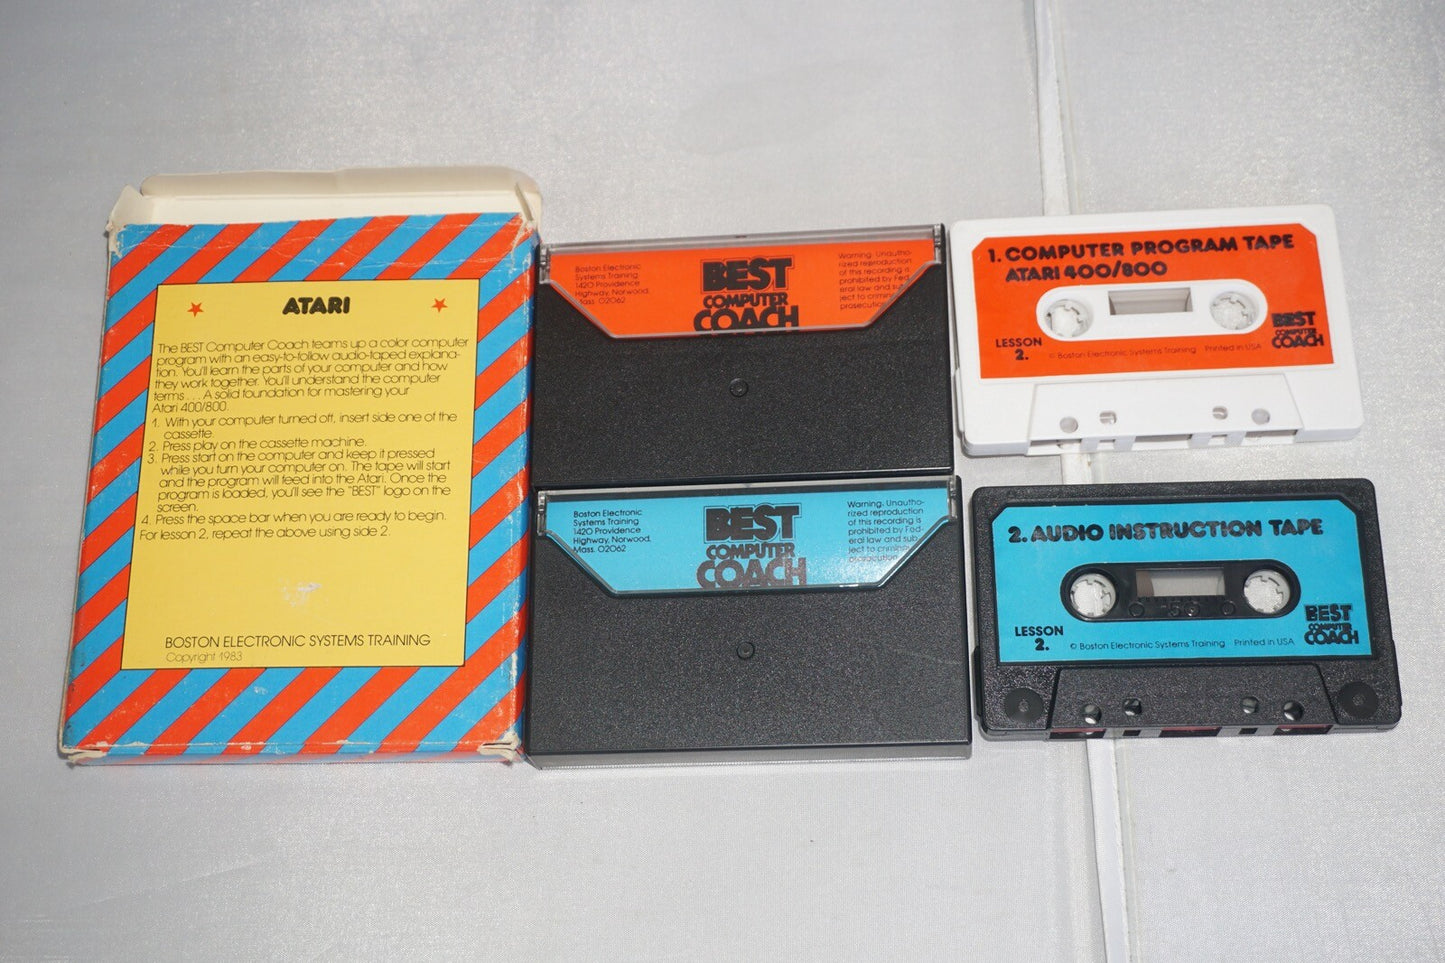 ATARI
The BEST Computer Coach teams up a color computer
program with an easy-to-follow audio-taped explana-
tion. You'll learn the parts of your computer and how
they work together. You'll understand the computer
terms . . . A solid foundation for mastering your
Atari 400/800.
1. With your computer turned off, insert side one of the
cassette.
2. Press play on the cassette machine.
3. Press start on the computer and keep it pressed
while you turn your computer on. The tape will start
and the program will feed into the Atari. Once the
program is loaded, you'll see the "BEST" logo on the
screen.
4. Press the space bar when you are ready to begin.
For lesson 2, repeat the above using side 2.
BOSTON ELECTRONIC SYSTEMS TRAINING
Copyright 1983
Boston Electronic
Systems Training
1420 Providence
Highway, Norwood,
Mass. 02062
BEST
COMPUTER
COACH
Warning: Unautho-
rized reproduction
of this recording is
prohibited by Fed-
eral law and sub-
ject to criminal
prosecution
Boston Electronic
Systems Training
1420 Providence
Highway, Norwood,
Mass. 02062
BEST
COMPUTER
COACH
Warning: Unautho-
rized reproduction
of this recording is
prohibited by Fed-
eral law and sub-
ject to criminal
prosecution
1. COMPUTER PROGRAM TAPE
ATARI 400/800
LESSON
2.
© Boston Electronic Systems Training Printed in USA
BEST
COMPUTER
COACH
2. AUDIO INSTRUCTION TAPE
50
LESSON
2.
© Boston Electronic Systems Training Printed in USA
BEST
COMPUTER
COACH